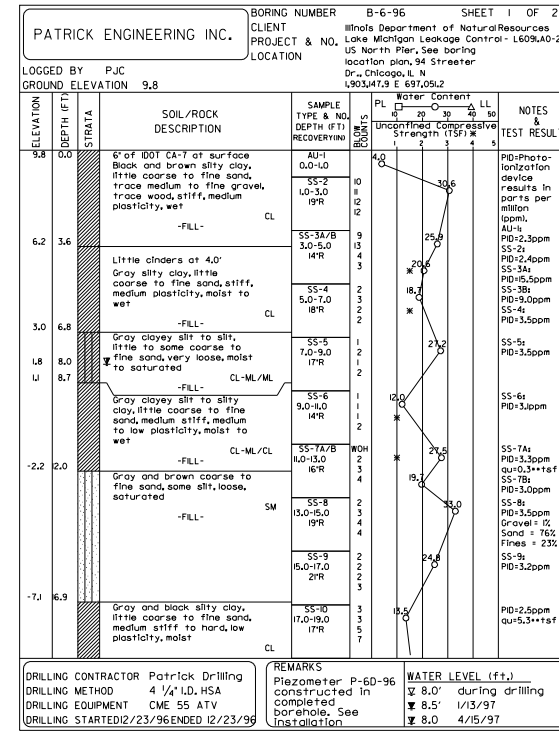 PATRICK ENGINEERING INC.
BORING NUMBER B-6-96 SHEET 1 OF 2
CLIENT Illinois Department of Natural Resources
PROJECT & NO. Lake Michigan Leakage Control- L609I.A0-2
LOCATION US North Pier, See boring
location plan, 94 Streeter
Dr., Chicago, IL N
1,903,147.9 E 697,051.2
LOGGED BY PJC
GROUND ELEVATION 9.8
ELEVATION
DEPTH (FT)
STRATA
SOIL/ROCK
DESCRIPTION
SAMPLE
TYPE & NO.
DEPTH (FT)
RECOVERY(IN)
BLOW
COUNTS
Water Content
PL LL
10 20 30 40 50
Unconfined Compressive
Strength (TSF) ✱
1 2 3 4 5
NOTES
&
TEST RESUL
9.8 0.0
6" of IDOT CA-7 at surface
Black and brown silty clay,
little coarse to fine sand,
trace medium to fine gravel,
trace wood, stiff, medium
plasticity, wet
CL
-FILL-
6.2 3.6
Little cinders at 4.0'
Gray silty clay, little
coarse to fine sand, stiff,
medium plasticity, moist to
wet
CL
-FILL-
3.0 6.8
Gray clayey silt to silt,
little to some coarse to
fine sand, very loose, moist
to saturated
CL-ML/ML
-FILL-
1.8 8.0
1.1 8.7
Gray clayey silt to silty
clay, little coarse to fine
sand, medium stiff, medium
to low plasticity, moist to
wet
CL-ML/CL
-FILL-
-2.2 12.0
Gray and brown coarse to
fine sand, some silt, loose,
saturated
SM
-FILL-
-7.1 16.9
Gray and black silty clay,
little coarse to fine sand,
medium stiff to hard, low
plasticity, moist
CL
AU-1
0.0-1.0
SS-2
1.0-3.0
19"R
10
11
12
12
SS-3A/B
3.0-5.0
14"R
9
13
4
3
SS-4
5.0-7.0
18"R
2
3
2
2
SS-5
7.0-9.0
17"R
1
2
1
2
SS-6
9.0-11.0
14"R
1
1
1
2
SS-7A/B
11.0-13.0
16"R
WOH
2
3
4
SS-8
13.0-15.0
19"R
2
3
4
4
SS-9
15.0-17.0
21"R
2
2
2
3
SS-10
17.0-19.0
17"R
3
3
5
7
4.0
30.6
25.9
20.6
18.7
27.2
12.0
27.5
19.7
33.0
24.8
13.5
PID=Photo-
ionization
device
results in
parts per
million
(ppm).
AU-1:
PID=2.3ppm
SS-2:
PID=2.4ppm
SS-3A:
PID=15.5ppm
SS-3B:
PID=9.0ppm
SS-4:
PID=3.5ppm
SS-5:
PID=3.5ppm
SS-6:
PID=3.1ppm
SS-7A:
PID=3.3ppm
qu=0.3**tsf
SS-7B:
PID=3.0ppm
SS-8:
PID=3.5ppm
Gravel = 1%
Sand = 76%
Fines = 23%
SS-9:
PID=3.2ppm
PID=2.5ppm
qu=5.3**tsf
DRILLING CONTRACTOR Patrick Drilling
DRILLING METHOD 4 1/4" I.D. HSA
DRILLING EQUIPMENT CME 55 ATV
DRILLING STARTED12/23/96ENDED 12/23/96
REMARKS
Piezometer P-6D-96
constructed in
completed
borehole. See
installation
WATER LEVEL (ft.)
8.0' during drilling
8.5' 1/13/97
8.0 4/15/97